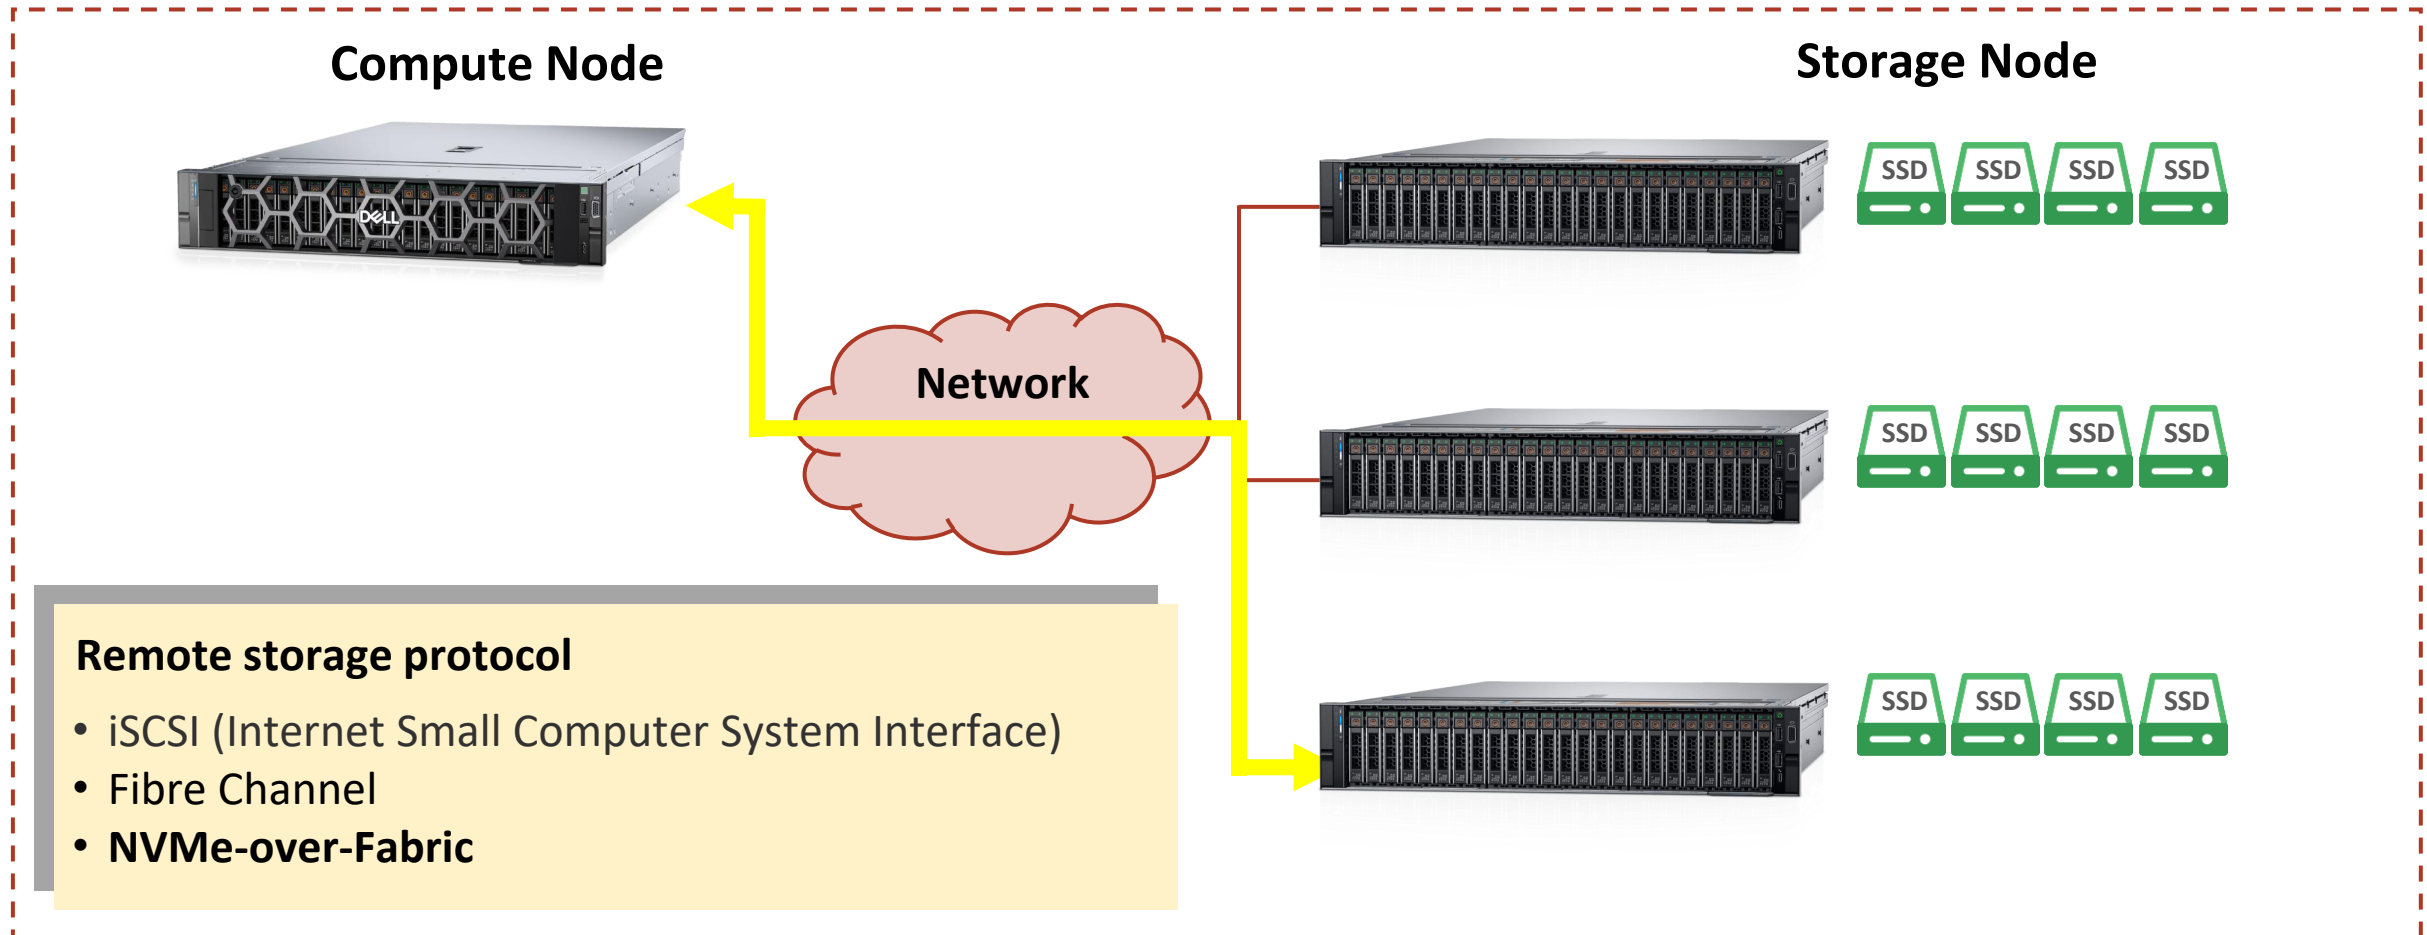 Compute Node
Storage Node
DELL
SSD SSD SSD SSD
Network
SSD SSD SSD SSD
SSD SSD SSD SSD
Remote storage protocol
• iSCSI (Internet Small Computer System Interface)
• Fibre Channel
• NVMe-over-Fabric